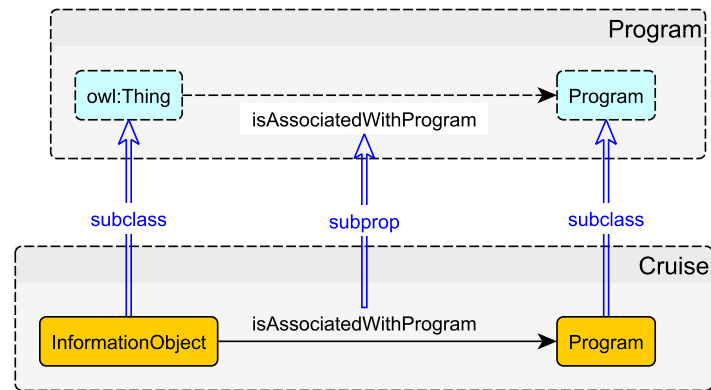 Program
owl:Thing
Program
isAssociatedWithProgram
subclass
subprop
subclass
Cruise
isAssociatedWithProgram
InformationObject
Program